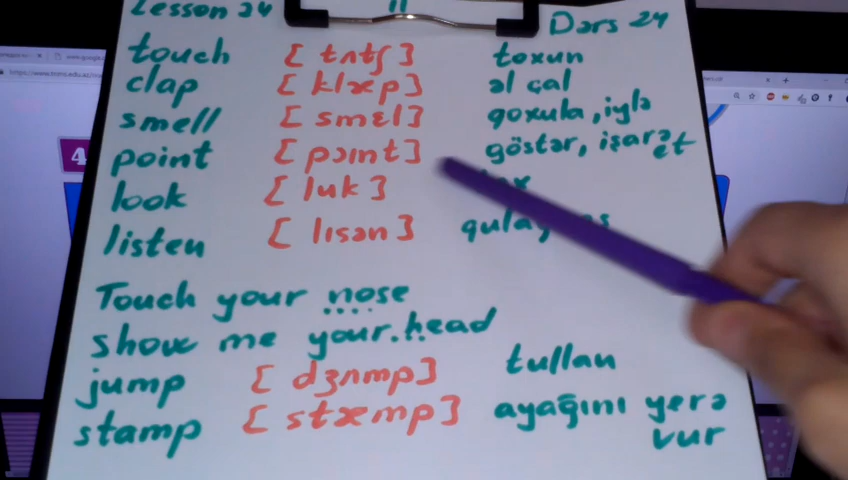 Lesson 24 Dərs 24
touch [tʌtʃ] toxun
clap [klæp] əl çal
smell [smɛl] qoxula, iylə
point [pɔınt] göstər, işarə et
look [luk]
listen [lısən]
Touch your nose
show me your head
jump [dʒʌmp] tullan
stamp [stæmp] ayağını yerə vur
4